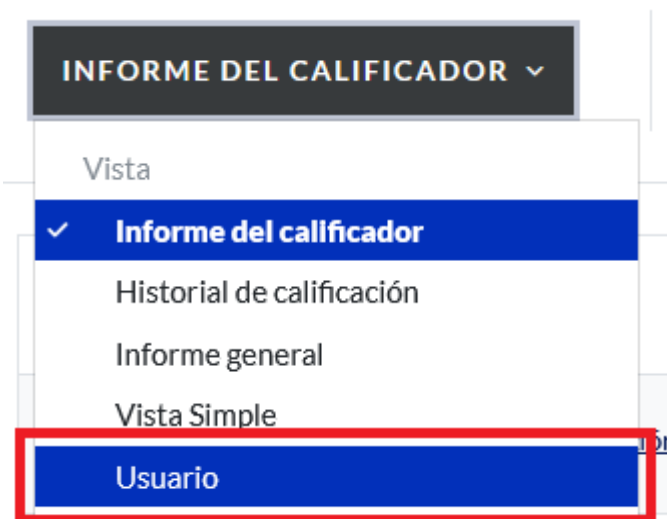 INFORME DEL CALIFICADOR
Vista
Informe del calificador
Historial de calificación
Informe general
Vista Simple
Usuario